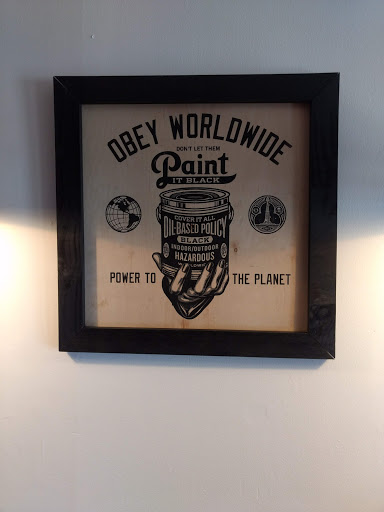 OBEY WORLDWIDE
DON'T LET THEM
Paint
IT BLACK
COVER IT ALL
OIL-BASED POLICY
BLACK
INDOOR/OUTDOOR
HAZARDOUS
POWER TO THE PLANET